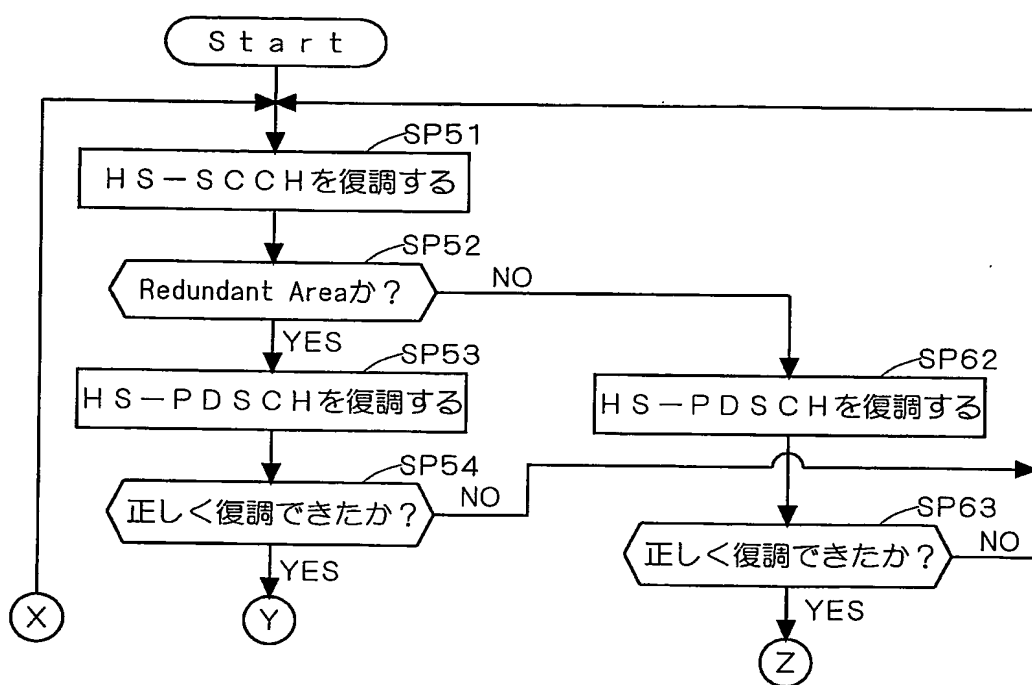 Start
SP51
HS－SCCHを復調する
SP52
Redundant Areaか？
NO
YES
SP53
HS－PDSCHを復調する
SP62
HS－PDSCHを復調する
SP54
正しく復調できたか？
NO
SP63
正しく復調できたか？
NO
YES
YES
X
Y
Z